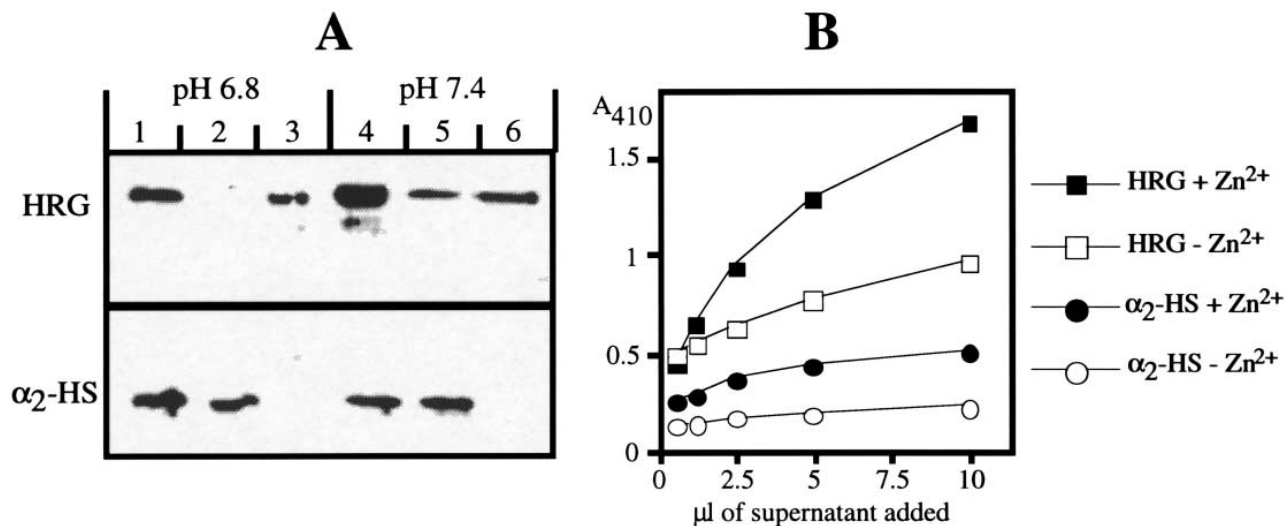 A
pH 6.8 pH 7.4
1 2 3 4 5 6
HRG
α2-HS
B
A410
1.5
1
0.5
0
0 2.5 5 7.5 10
µl of supernatant added
HRG + Zn2+
HRG - Zn2+
α2-HS + Zn2+
α2-HS - Zn2+